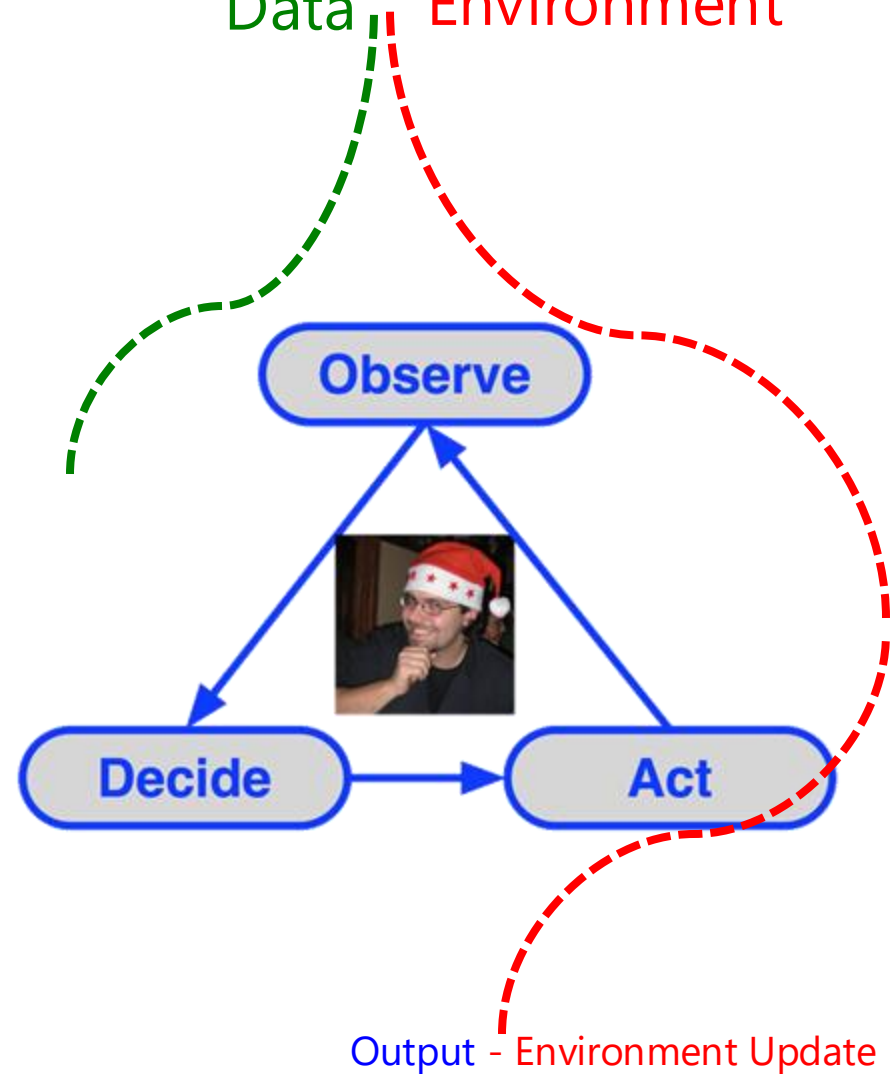 Data Environment
Observe
Decide Act
Output - Environment Update